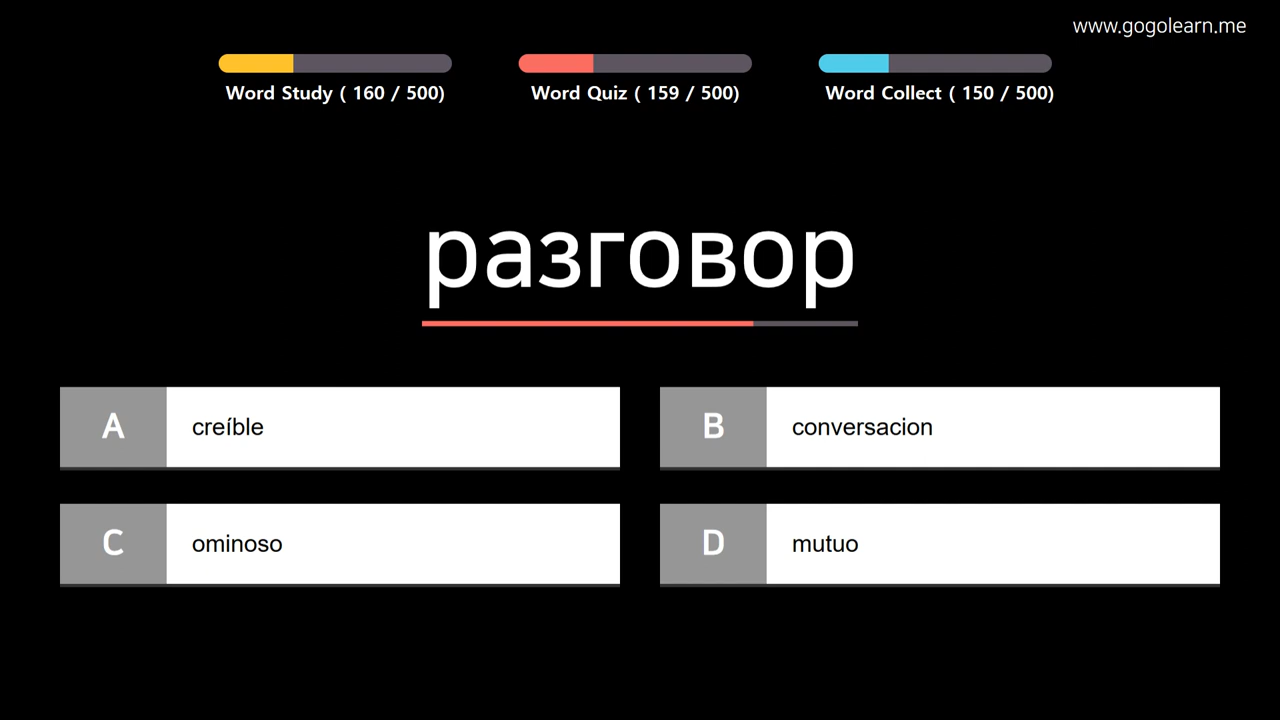 www.gogolearn.me
Word Study ( 160 / 500)
Word Quiz ( 159 / 500)
Word Collect ( 150 / 500)
разговор
A creíble
B conversacion
C ominoso
D mutuo